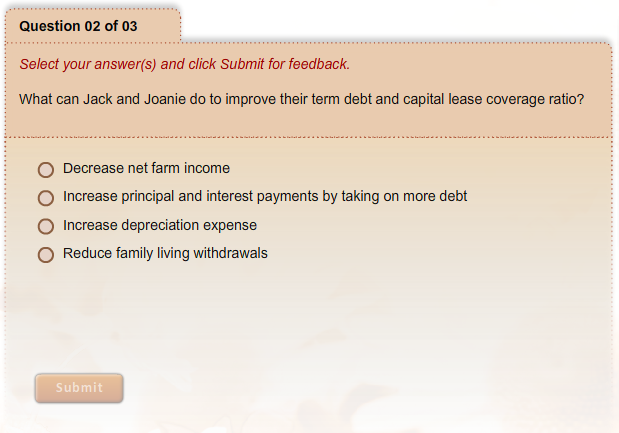 Question 02 of 03
Select your answer(s) and click Submit for feedback.
What can Jack and Joanie do to improve their term debt and capital lease coverage ratio?
Decrease net farm income
Increase principal and interest payments by taking on more debt
Increase depreciation expense
Reduce family living withdrawals
Submit